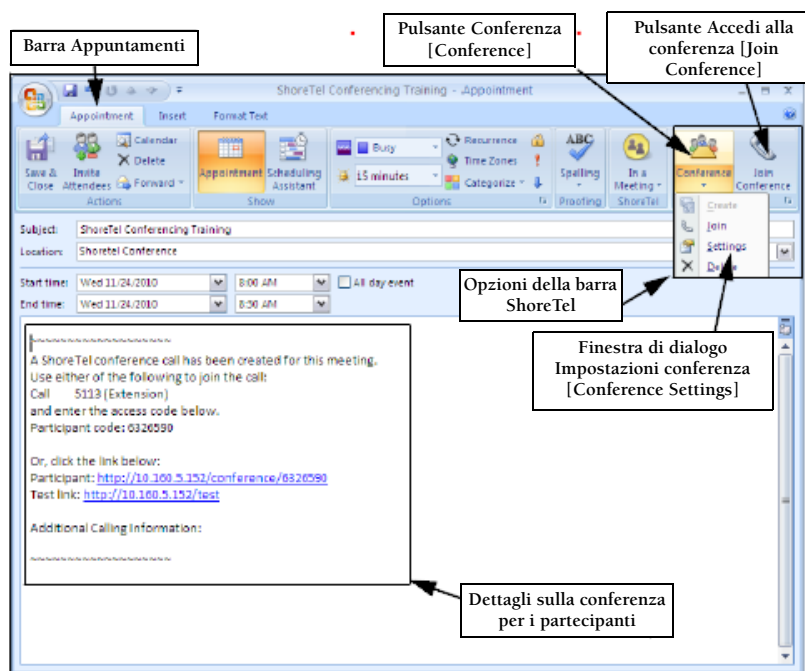 Barra Appuntamenti
Pulsante Conferenza
[Conference]
Pulsante Accedi alla
conferenza [Join
Conference]
ShoreTel Conferencing Training - Appointment
Appointment Insert Format Text
Save & Close
Invite Attendees
Calendar
Delete
Forward
Actions
Appointment
Scheduling Assistant
Show
Busy
15 minutes
Recurrence
Time Zones
Categorize
Options
ABC
Spelling
Proofing
In a Meeting
ShoreTel
Conference
Join Conference
Create
Join
Settings
Subject: ShoreTel Conferencing Training
Location: Shoretel Conference
Start time: Wed 11/24/2010 8:00 AM All day event
End time: Wed 11/24/2010 8:30 AM
Opzioni della barra
ShoreTel
Finestra di dialogo
Impostazioni conferenza
[Conference Settings]
~~~~~~~~~~~~~~~~~~~
A ShoreTel conference call has been created for this meeting.
Use either of the following to join the call:
Call 5113 (Extension)
and enter the access code below.
Participant code: 6326590
Or, click the link below:
Participant: http://10.160.5.152/conference/6326590
Test link: http://10.160.5.152/test
Additional Calling Information:
~~~~~~~~~~~~~~~~~~~
Dettagli sulla conferenza
per i partecipanti